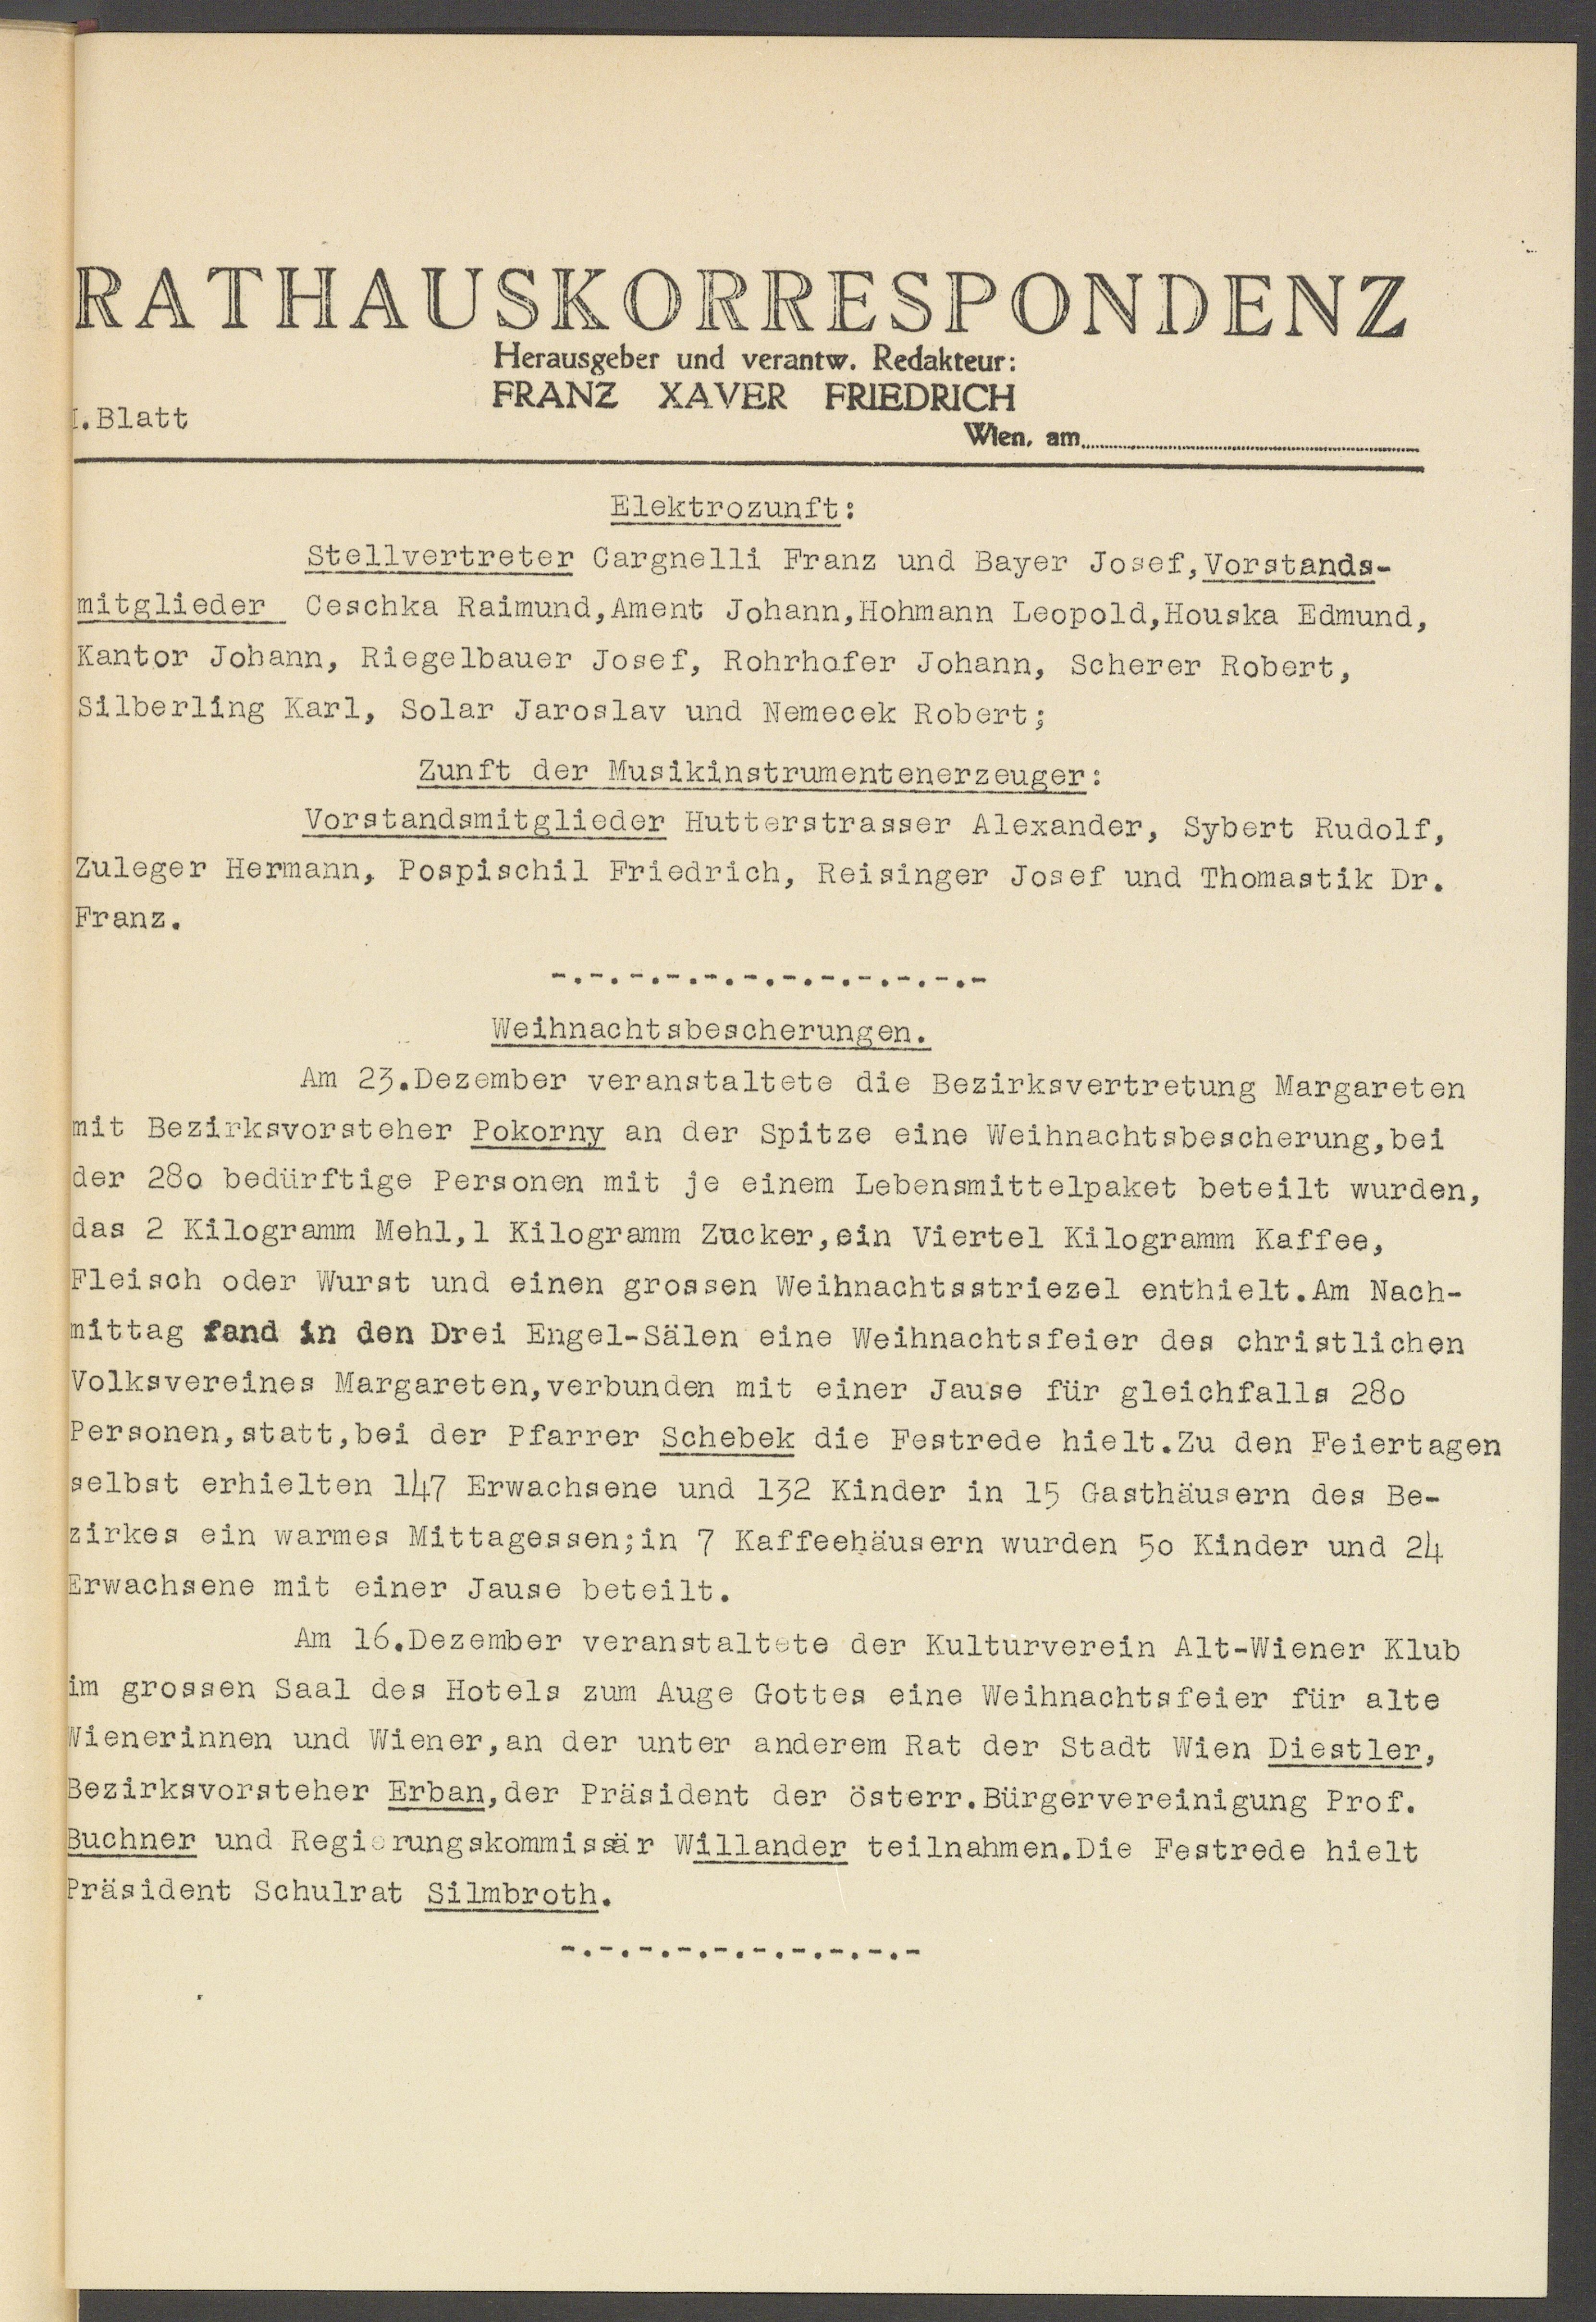 RATHAUSKORRESPONDENZ
Herausgeber und verantw. Redakteur:
FRANZ XAVER FRIEDRICH
I.Blatt
Wien, am
Elektrozunft:
Stellvertreter Cargnelli Franz und Bayer Josef,Vorstands-
mitglieder Ceschka Raimund,Ament Johann,Hohmann Leopold,Houska Edmund,
Kantor Johann, Riegelbauer Josef, Rohrhofer Johann, Scherer Robert,
Silberling Karl, Solar Jaroslav und Nemecek Robert;
Zunft der Musikinstrumentenerzeuger:
Vorstandsmitglieder Hutterstrasser Alexander, Sybert Rudolf,
Zuleger Hermann, Pospischil Friedrich, Reisinger Josef und Thomastik Dr.
Franz.
-.-.-.-.-.-.-.-.-.-.-.-
Weihnachtsbescherungen.
Am 23.Dezember veranstaltete die Bezirksvertretung Margareten
mit Bezirksvorsteher Pokorny an der Spitze eine Weihnachtsbescherung,bei
der 28o bedürftige Personen mit je einem Lebensmittelpaket beteilt wurden,
das 2 Kilogramm Mehl,1 Kilogramm Zucker,ein Viertel Kilogramm Kaffee,
Fleisch oder Wurst und einen grossen Weihnachtsstriezel enthielt.Am Nach-
mittag fand in den Drei Engel-Sälen eine Weihnachtsfeier des christlichen
Volksvereines Margareten,verbunden mit einer Jause für gleichfalls 28o
Personen,statt,bei der Pfarrer Schebek die Festrede hielt.Zu den Feiertagen
selbst erhielten 147 Erwachsene und 132 Kinder in 15 Gasthäusern des Be-
zirkes ein warmes Mittagessen;in 7 Kaffeehäusern wurden 5o Kinder und 24
Erwachsene mit einer Jause beteilt.
Am 16.Dezember veranstaltete der Kulturverein Alt-Wiener Klub
im grossen Saal des Hotels zum Auge Gottes eine Weihnachtsfeier für alte
Wienerinnen und Wiener,an der unter anderem Rat der Stadt Wien Diestler,
Bezirksvorsteher Erban,der Präsident der österr.Bürgervereinigung Prof.
Buchner und Regierungskommissär Willander teilnahmen.Die Festrede hielt
Präsident Schulrat Silmbroth.
-.-.-.-.-.-.-.-.-.-